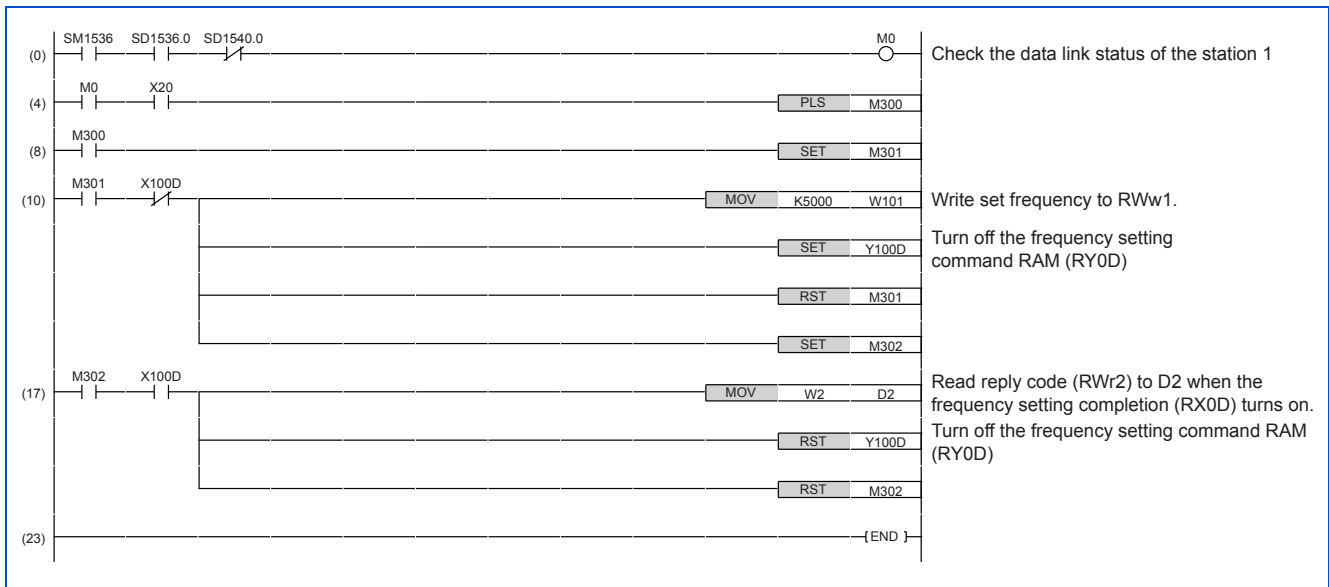 SM1536 SD1536.0 SD1540.0 M0
(0) Check the data link status of the station 1
M0 X20
(4) PLS M300
M300
(8) SET M301
M301 X100D
(10) MOV K5000 W101 Write set frequency to RWw1.
SET Y100D Turn off the frequency setting
command RAM (RY0D)
RST M301
SET M302
M302 X100D
(17) MOV W2 D2 Read reply code (RWr2) to D2 when the
frequency setting completion (RX0D) turns on.
RST Y100D Turn off the frequency setting command RAM
(RY0D)
RST M302
(23) END